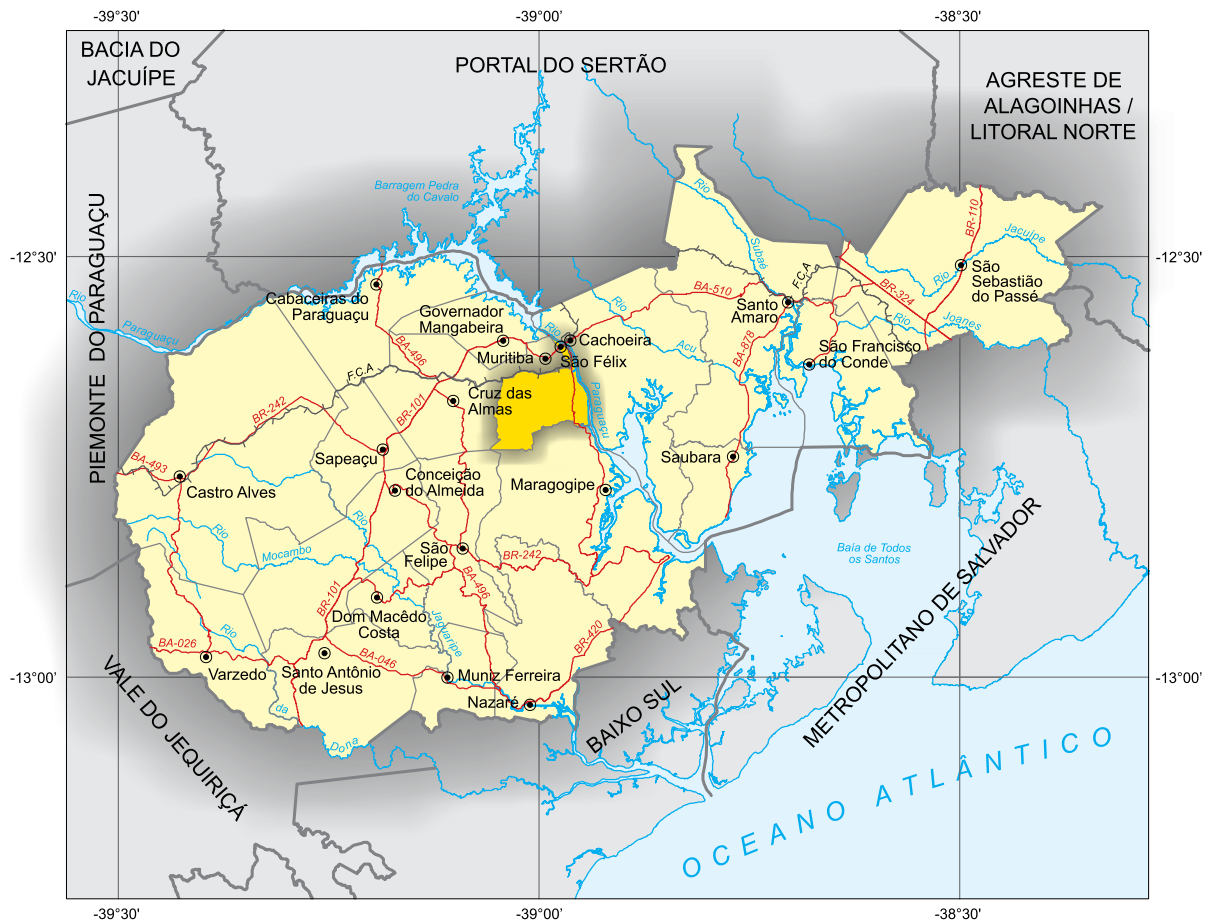 -39°30'
-39°00'
-38°30'
BACIA DO
JACUÍPE
PORTAL DO SERTÃO
AGRESTE DE
ALAGOINHAS /
LITORAL NORTE
PIEMONTE DO PARAGUAÇU
Barragem Pedra
do Cavalo
Rio
Subaé
BR-110
Jacuípe
Rio
-12°30'
-12°30'
Cabaceiras do
Paraguaçu
Governador
Mangabeira
Rio
BA-510
F.C.A
Santo
Amaro
BR-324
São
Sebastião
do Passé
Rio
Joanes
Rio
Paraguaçu
BA-496
Muritiba
Rio
Cachoeira
São Félix
Açu
BA-878
São Francisco
do Conde
F.C.A
Cruz das
Almas
Paraguaçu
BR-242
BR-101
Sapeaçu
BA-493
Castro Alves
Conceição
do Almeida
Maragogipe
Saubara
Rio
Mocambo
Rio
São
Felipe
BR-242
Baía de Todos
os Santos
METROPOLITANO DE SALVADOR
BR-101
BA-496
Dom Macêdo
Costa
Jaguaripe
BR-420
Rio
BA-026
Varzedo
Santo Antônio
de Jesus
BA-046
Muniz Ferreira
Nazaré
-13°00'
-13°00'
da
Dona
VALE DO JEQUIRIÇÁ
BAIXO SUL
OCEANO ATLÂNTICO
-39°30'
-39°00'
-38°30'